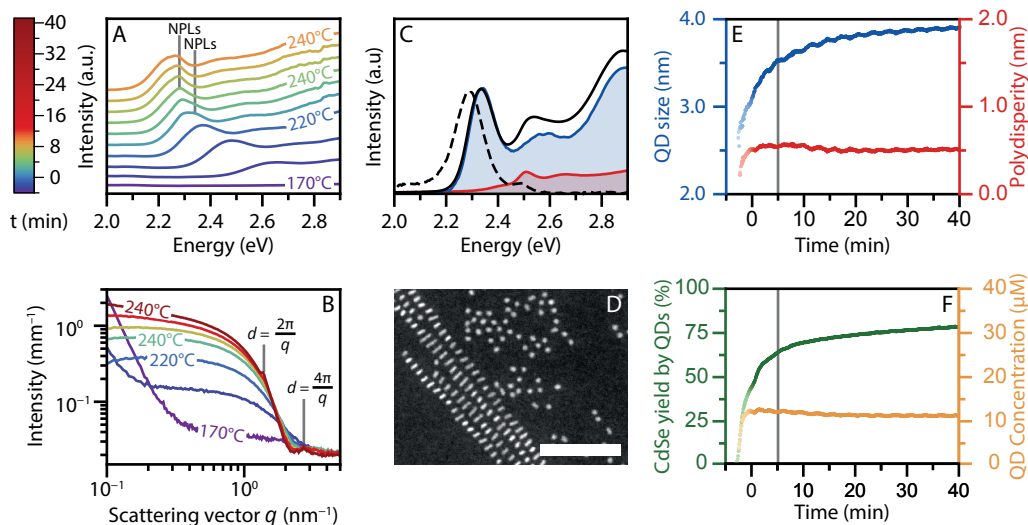 40
32
24
16
8
0
t (min)
A
NPLs
NPLs
240°C
240°C
220°C
170°C
Intensity (a.u.)
2.0 2.2 2.4 2.6 2.8
Energy (eV)
C
Intensity (a.u)
2.0 2.2 2.4 2.6 2.8
Energy (eV)
E
4.0
3.0
2.0
QD size (nm)
2.0
1.0
0.0
Polydisperity (nm)
0 10 20 30 40
Time (min)
B
240°C
240°C
220°C
170°C
d = 2π/q
d = 4π/q
10⁰
10⁻¹
Intensity (mm⁻¹)
10⁻¹ 10⁰
Scattering vector q (nm⁻¹)
D
F
100
75
50
25
0
CdSe yield by QDs (%)
40
30
20
10
0
QD Concentration (μM)
0 10 20 30 40
Time (min)